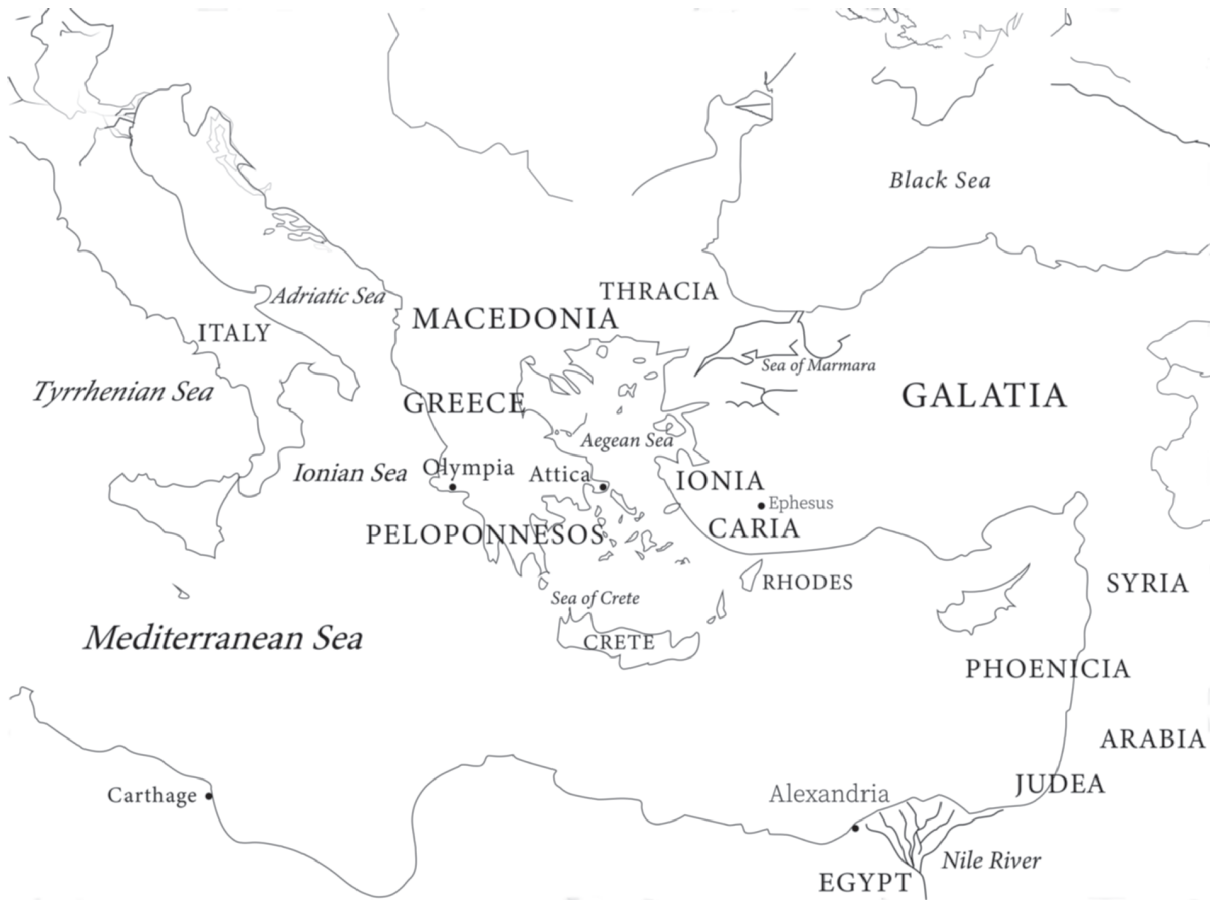 Black Sea
Adriatic Sea
THRACIA
MACEDONIA
ITALY
Sea of Marmara
Tyrrhenian Sea
GREECE
GALATIA
Aegean Sea
Ionian Sea
Olympia
Attica
IONIA
Ephesus
PELOPONNESOS
CARIA
RHODES
SYRIA
Sea of Crete
Mediterranean Sea
CRETE
PHOENICIA
ARABIA
JUDEA
Carthage
Alexandria
Nile River
EGYPT